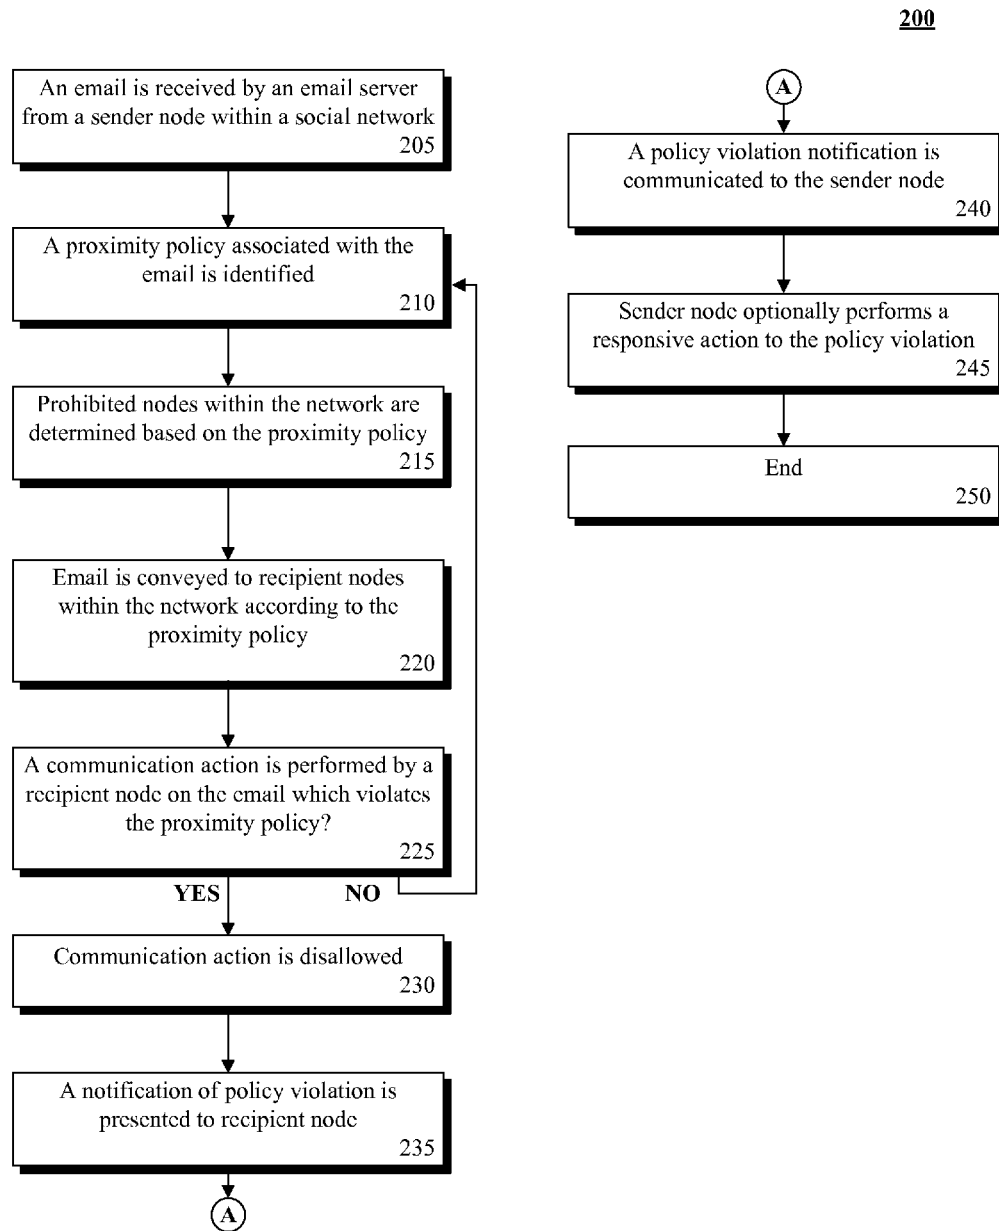 200
An email is received by an email server
from a sender node within a social network
205
A proximity policy associated with the
email is identified
210
Prohibited nodes within the network are
determined based on the proximity policy
215
Email is conveyed to recipient nodes
within the network according to the
proximity policy
220
A communication action is performed by a
recipient node on the email which violates
the proximity policy?
225
YES
NO
Communication action is disallowed
230
A notification of policy violation is
presented to recipient node
235
A
A
A policy violation notification is
communicated to the sender node
240
Sender node optionally performs a
responsive action to the policy violation
245
End
250